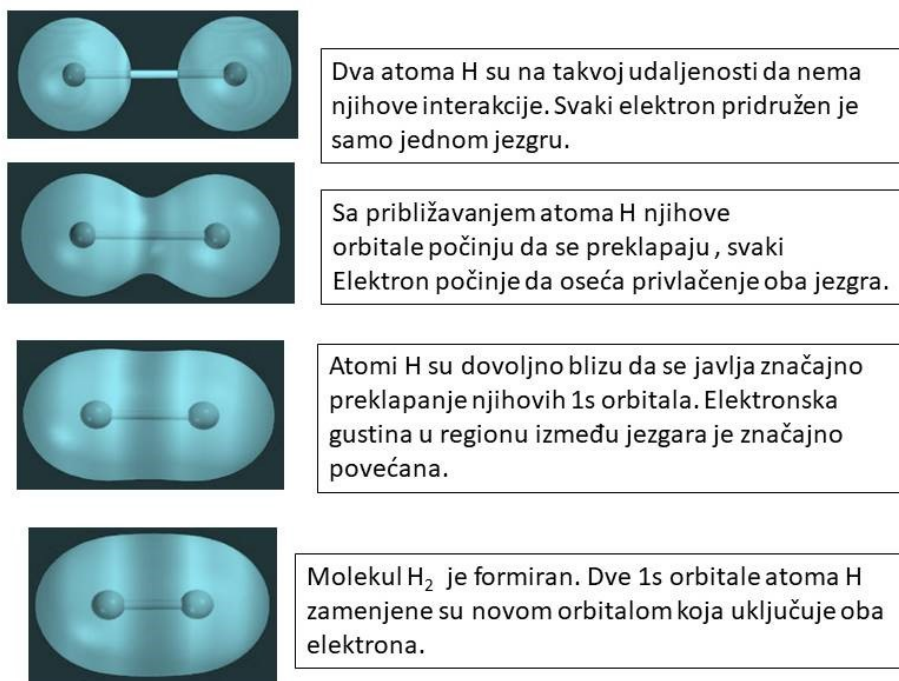 Dva atoma H su na takvoj udaljenosti da nema
njihove interakcije. Svaki elektron pridružen je
samo jednom jezgru.
Sa približavanjem atoma H njihove
orbitale počinju da se preklapaju , svaki
Elektron počinje da oseća privlačenje oba jezgra.
Atomi H su dovoljno blizu da se javlja značajno
preklapanje njihovih 1s orbitala. Elektronska
gustina u regionu između jezgara je značajno
povećana.
Molekul H₂ je formiran. Dve 1s orbitale atoma H
zamenjene su novom orbitalom koja uključuje oba
elektrona.